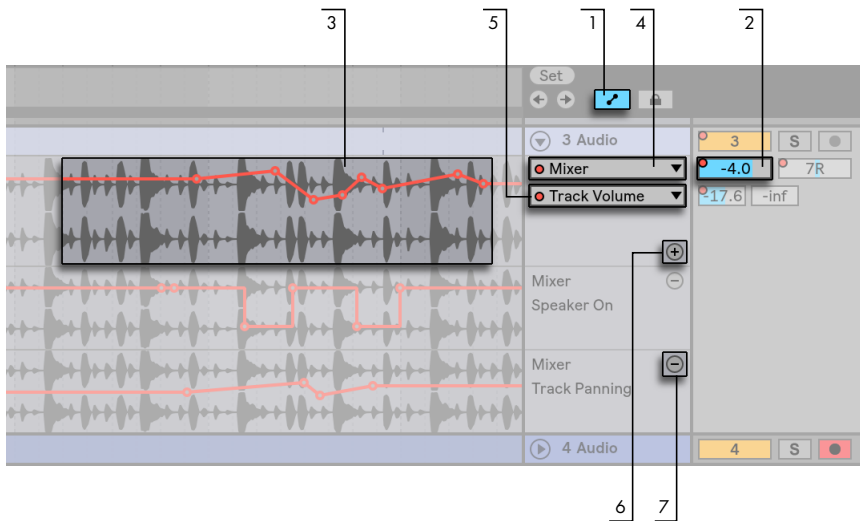 3 5 1 4 2
Set
3 Audio 3 S
Mixer -4.0 7R
Track Volume -17.6 -inf
Mixer
Speaker On
Mixer
Track Panning
4 Audio 4 S
6 7